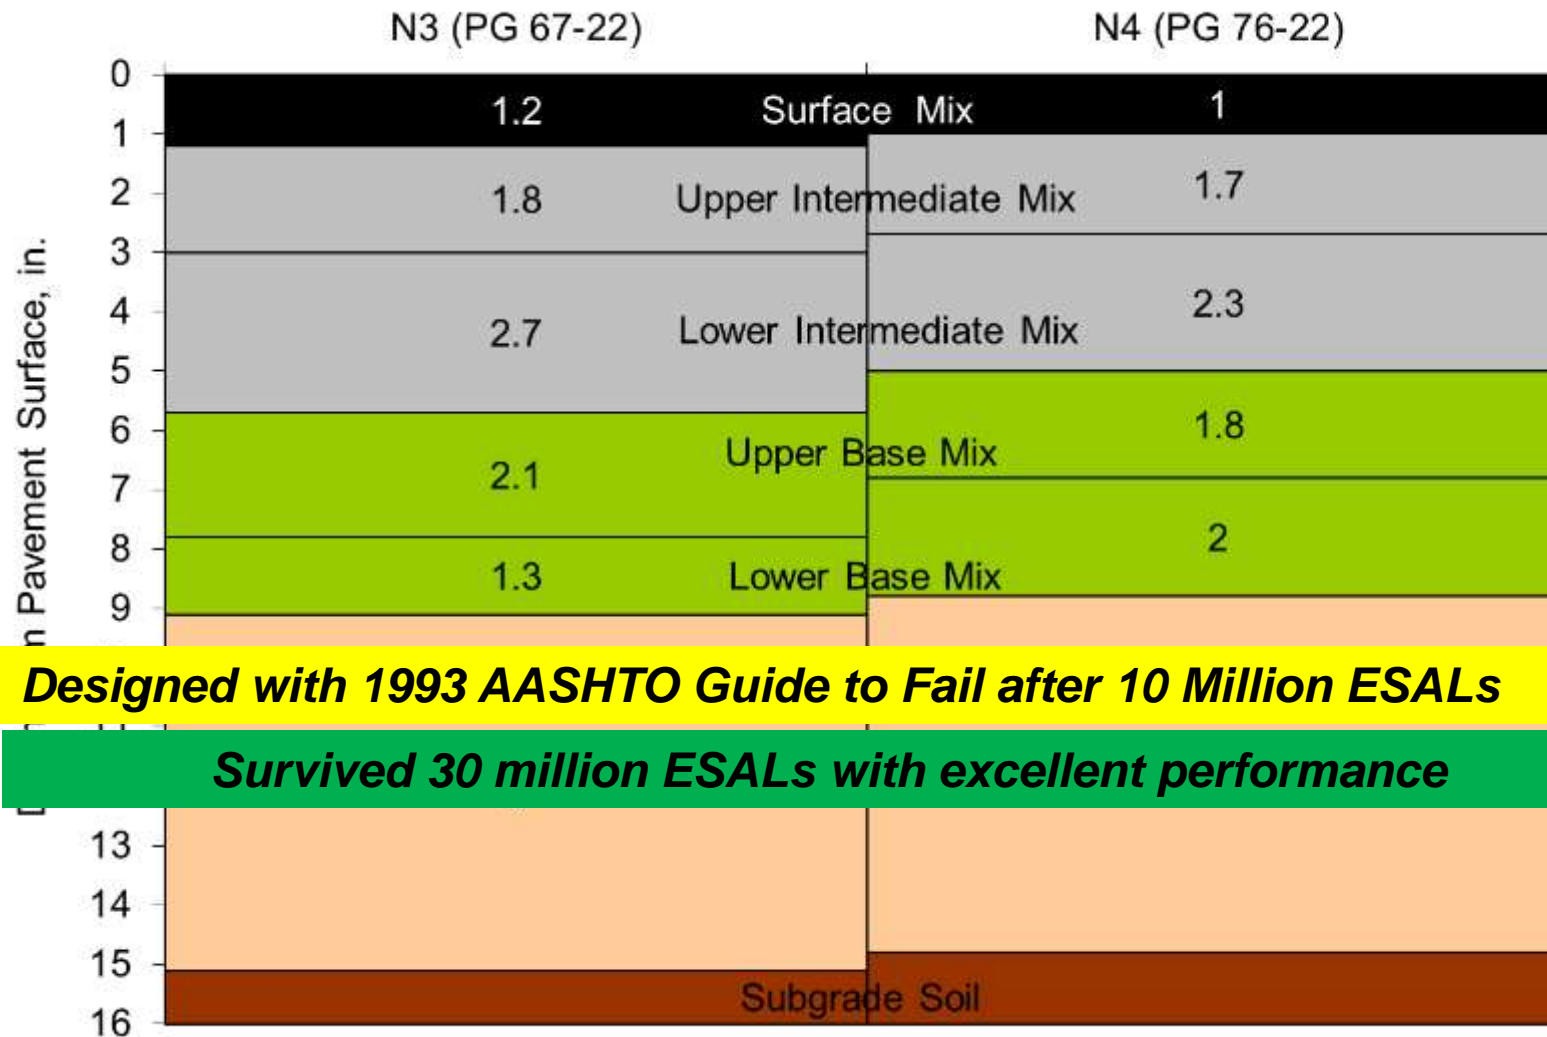 N3 (PG 67-22) N4 (PG 76-22)
0
1.2 Surface Mix 1
1
2
1.8 Upper Intermediate Mix 1.7
3
4
2.7 Lower Intermediate Mix 2.3
5
6
2.1 Upper Base Mix 1.8
7
8
1.3 Lower Base Mix 2
9
Pavement Surface, in.
Designed with 1993 AASHTO Guide to Fail after 10 Million ESALs
Survived 30 million ESALs with excellent performance
13
14
15
Subgrade Soil
16